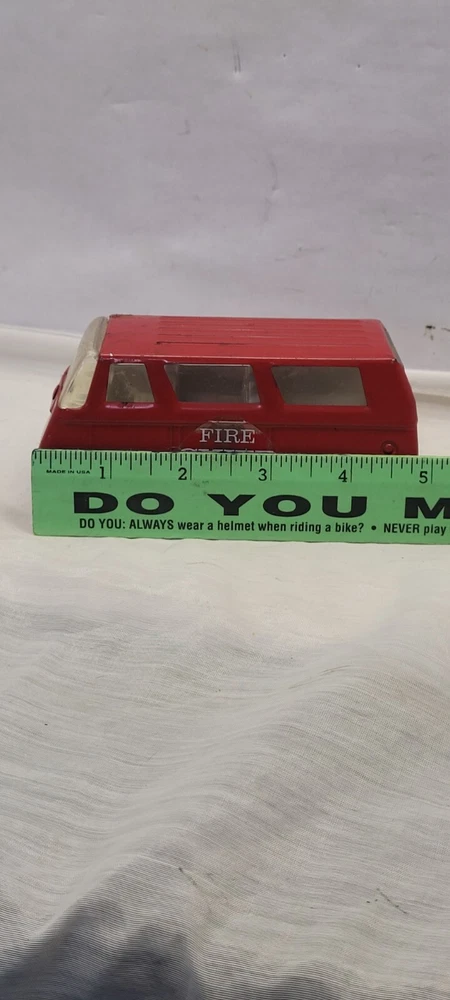 FIRE
MADE IN USA 1 2 3 4 5
DO YOU M
DO YOU: ALWAYS wear a helmet when riding a bike? • NEVER play